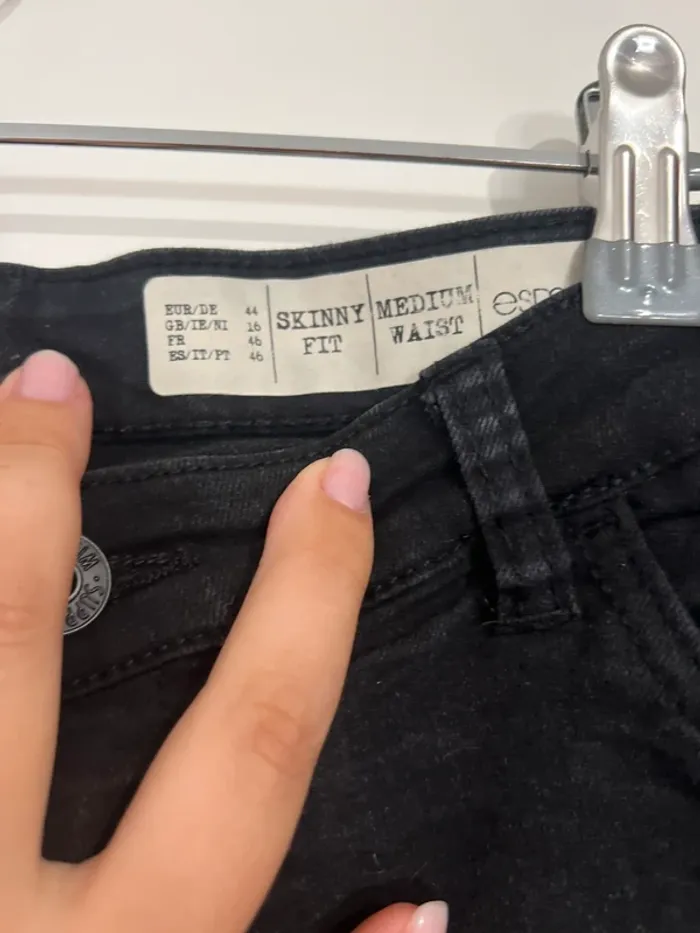 EUR/DE 44
GB/IE/NI 16
FR 46
ES/IT/PT 46
SKINNY
FIT
MEDIUM
WAIST